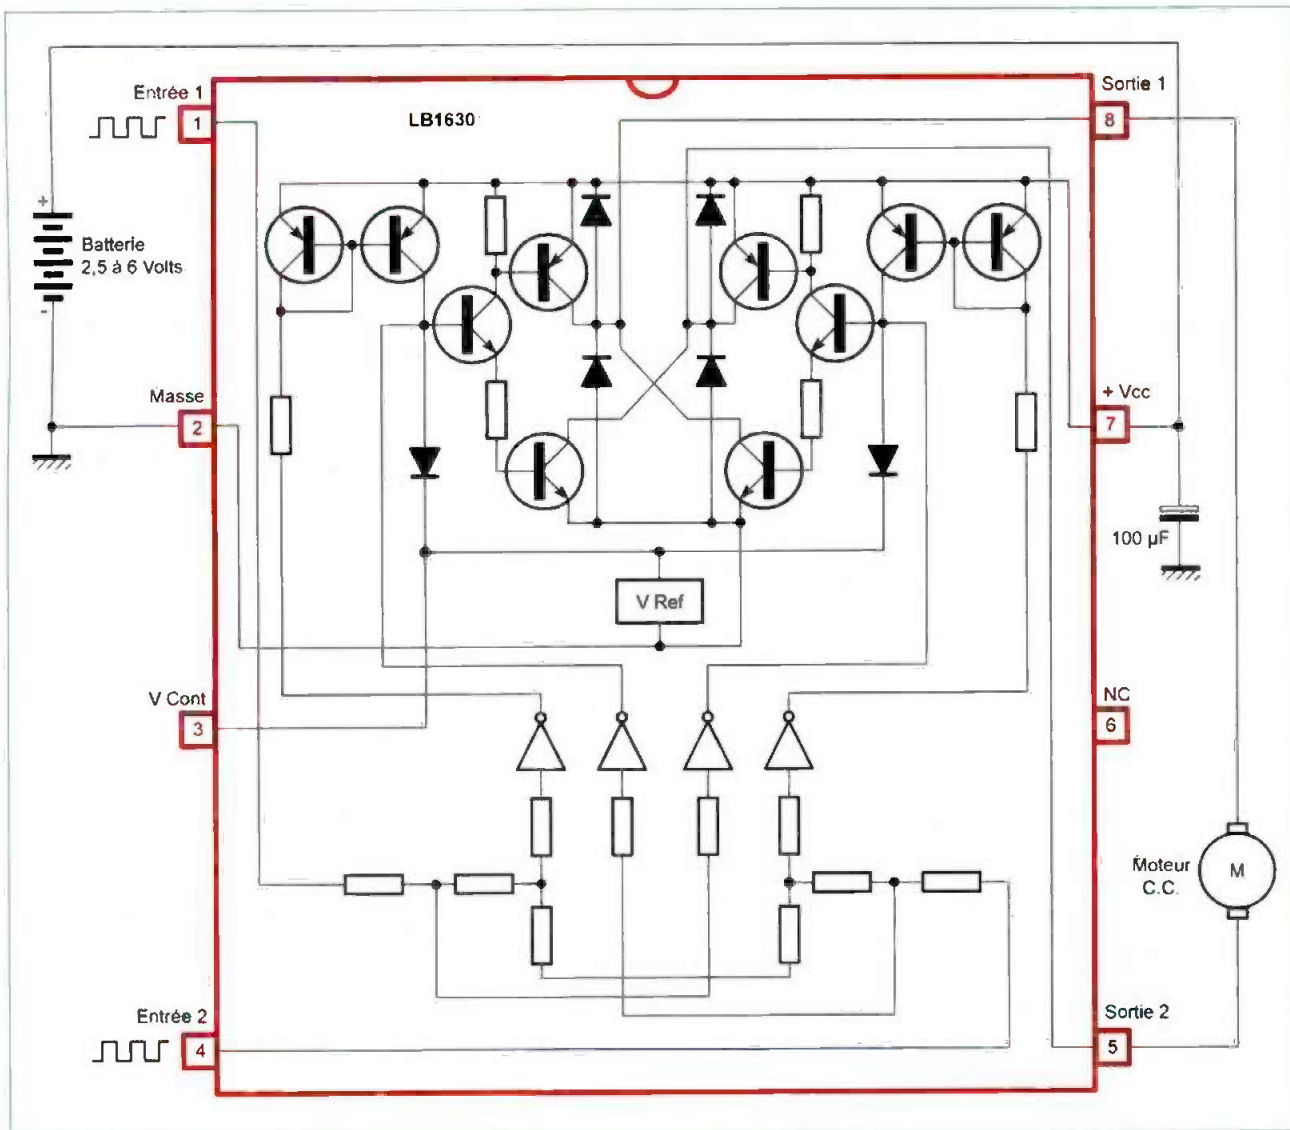 Entrée 1
1
LB1630
Sortie 1
8
+
Batterie
2,5 à 6 Volts
-
Masse
2
+ Vcc
7
100 µF
V Ref
V Cont
3
NC
6
Moteur
C.C.
M
Entrée 2
4
Sortie 2
5